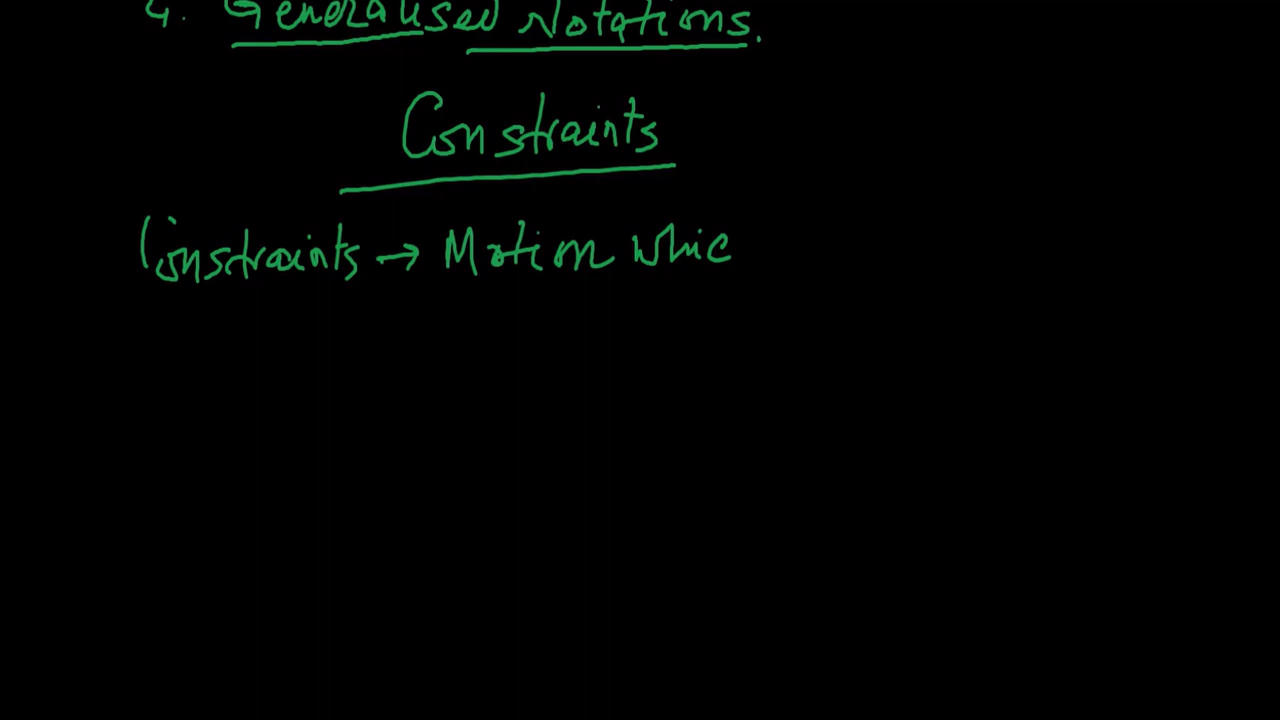 4. Generalised Notations.
Constraints
Constraints → Motion whic